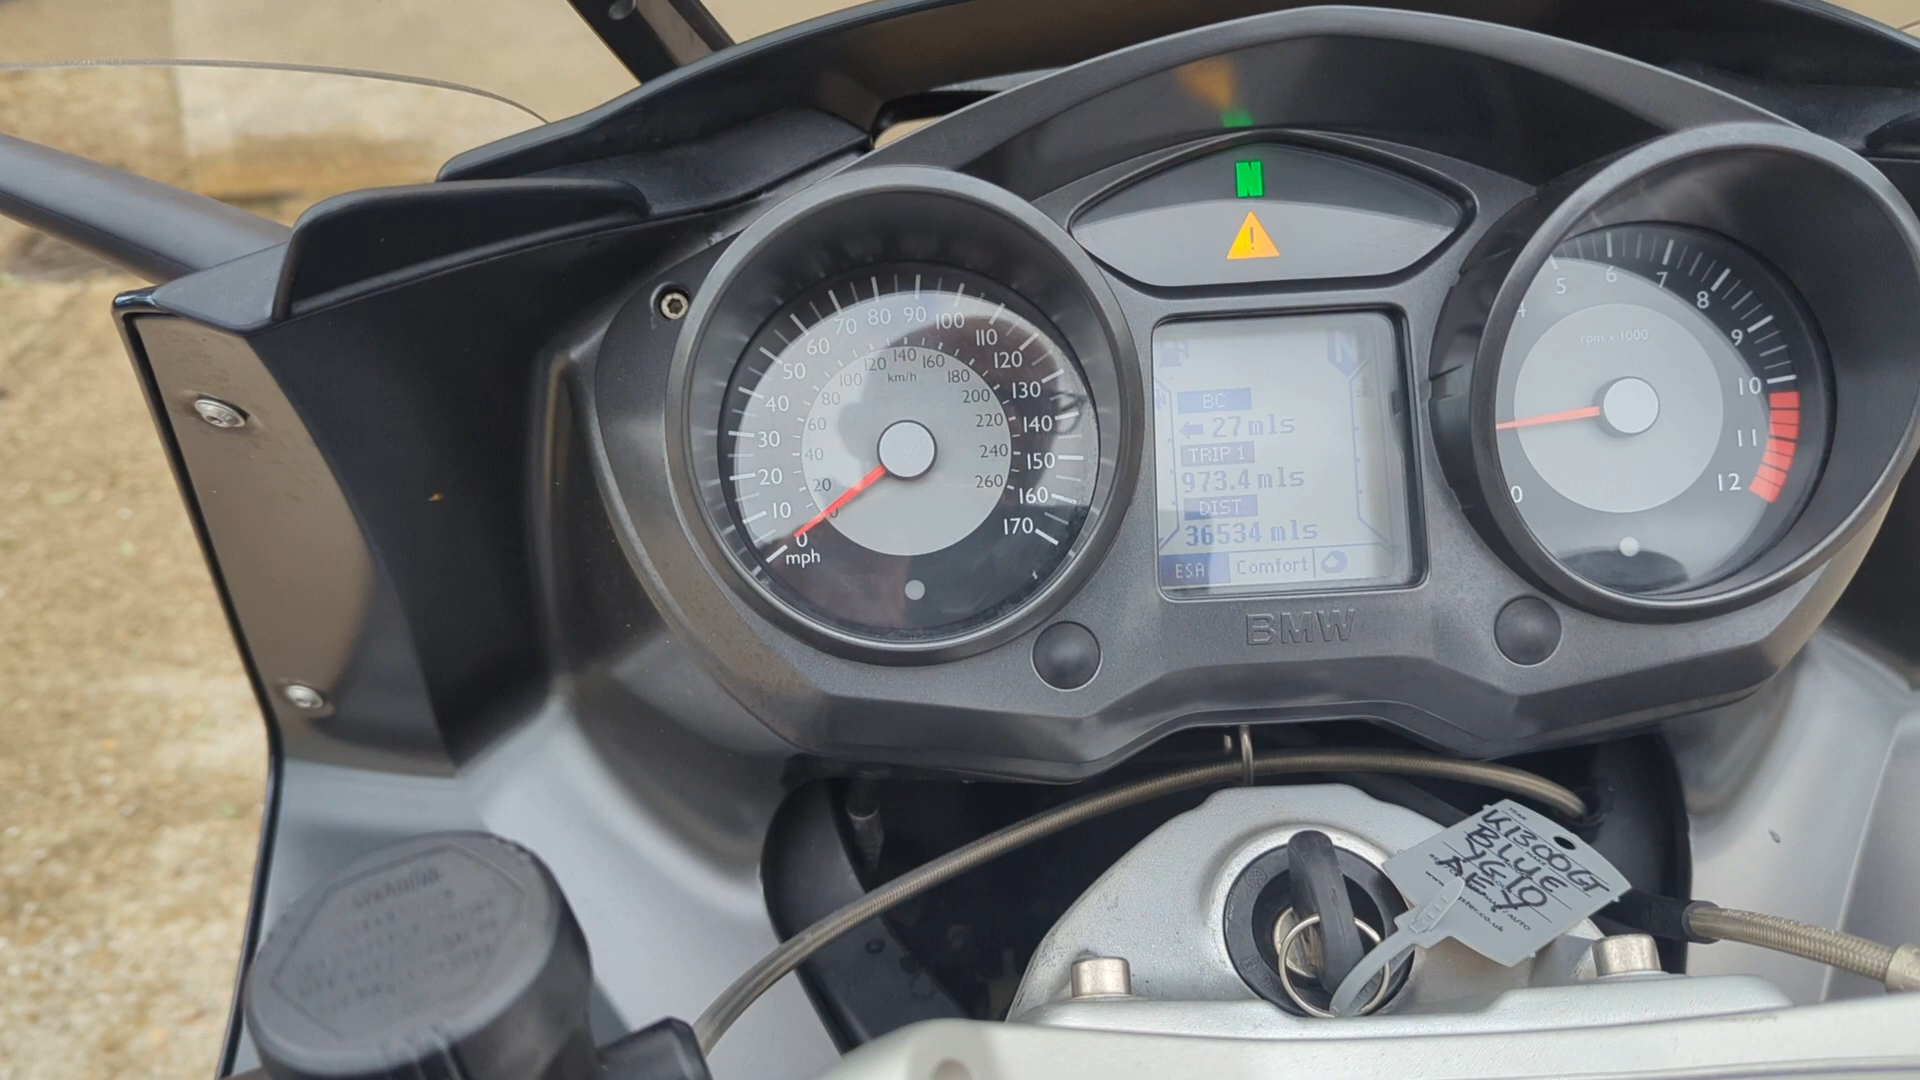 N
!
0 10 20 30 40 50 60 70 80 90 100 110 120 130 140 150 160 170
mph
0 20 40 60 80 100 120 140 160 180 200 220 240 260
km/h
N
BC
27 mls
TRIP 1
973.4 mls
DIST.
36534 mls
ESA Comfort
0 4 5 6 7 8 9 10 11 12
rpm x 1000
BMW
K1300GT
BLUE
YG10
AEY